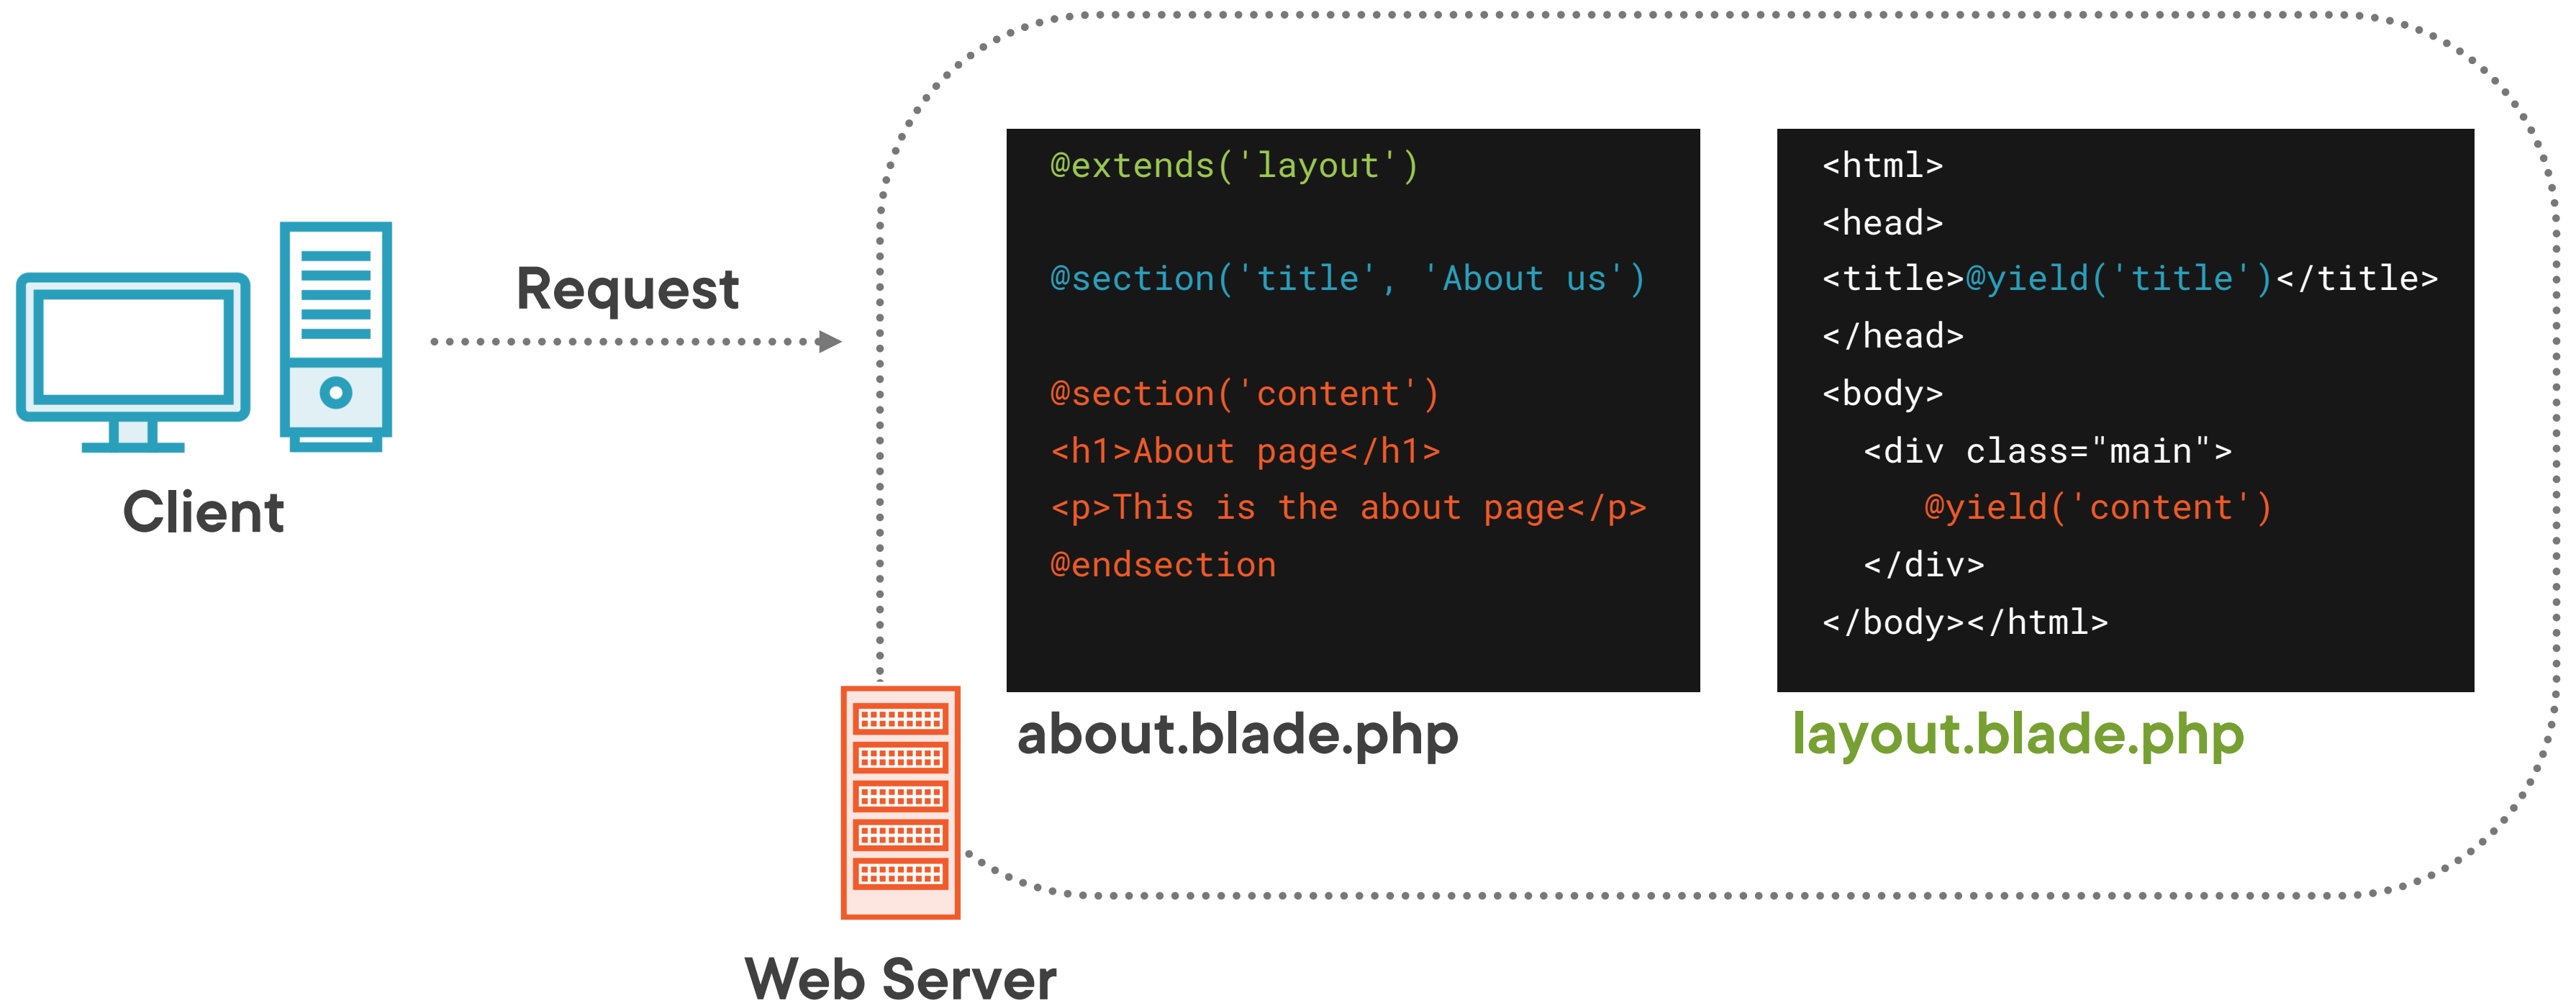 Client
Request
@extends('layout')
@section('title', 'About us')
@section('content')
<h1>About page</h1>
<p>This is the about page</p>
@endsection
about.blade.php
<html>
<head>
<title>@yield('title')</title>
</head>
<body>
<div class="main">
@yield('content')
</div>
</body></html>
layout.blade.php
Web Server